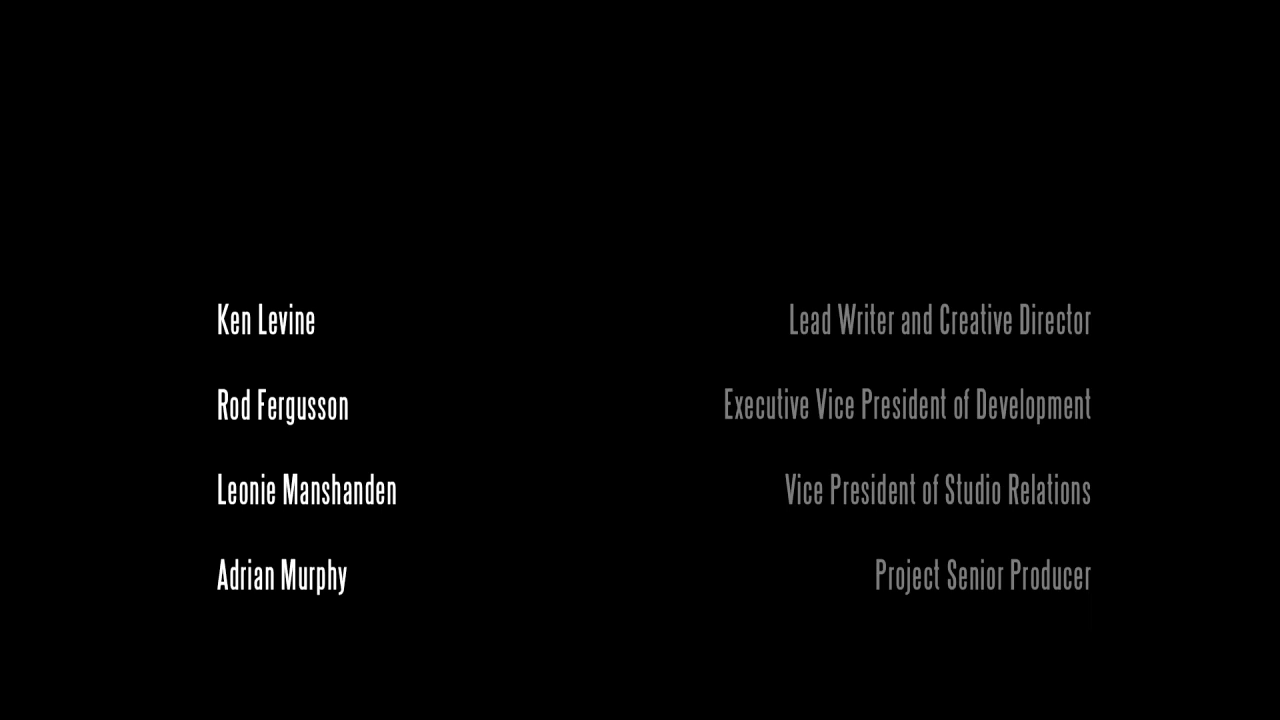 Ken Levine Lead Writer and Creative Director
Rod Fergusson Executive Vice President of Development
Leonie Manshanden Vice President of Studio Relations
Adrian Murphy Project Senior Producer